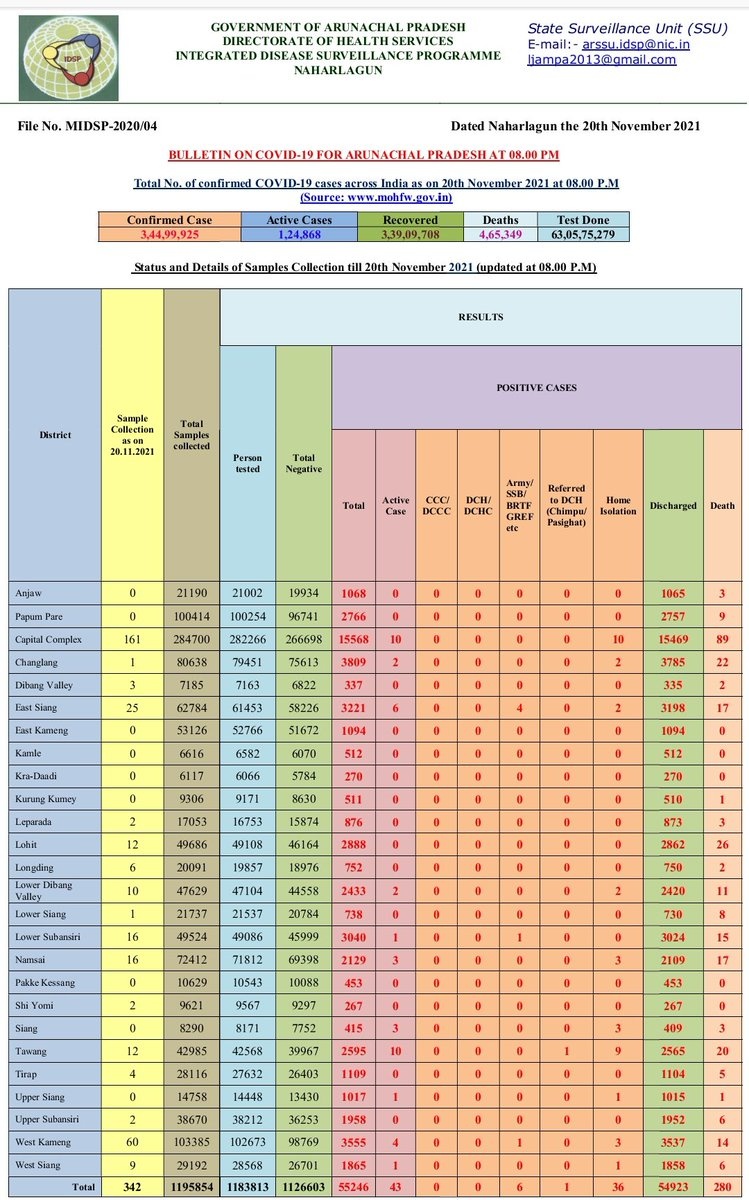 IDSP
GOVERNMENT OF ARUNACHAL PRADESH
DIRECTORATE OF HEALTH SERVICES
INTEGRATED DISEASE SURVEILLANCE PROGRAMME
NAHARLAGUN
State Surveillance Unit (SSU)
E-mail:- arssu.idsp@nic.in
ljampa2013@gmail.com
File No. MIDSP-2020/04 Dated Naharlagun the 20th November 2021
BULLETIN ON COVID-19 FOR ARUNACHAL PRADESH AT 08.00 PM
Total No. of confirmed COVID-19 cases across India as on 20th November 2021 at 08.00 P.M
(Source: www.mohfw.gov.in)
Confirmed Case Active Cases Recovered Deaths Test Done
3,44,99,925 1,24,868 3,39,09,708 4,65,349 63,05,75,279
Status and Details of Samples Collection till 20th November 2021 (updated at 08.00 P.M)
District
Sample
Collection
as on
20.11.2021
Total
Samples
collected
RESULTS
Person
tested
Total
Negative
POSITIVE CASES
Total
Active
Case
CCC/
DCCC
DCH/
DCHC
Army/
SSB/
BRTF
GREF
etc
Referred
to DCH
(Chimpu/
Pasighat)
Home
Isolation
Discharged
Death
Anjaw 0 21190 21002 19934 1068 0 0 0 0 0 0 1065 3
Papum Pare 0 100414 100254 96741 2766 0 0 0 0 0 0 2757 9
Capital Complex 161 284700 282266 266698 15568 10 0 0 0 0 10 15469 89
Changlang 1 80638 79451 75613 3809 2 0 0 0 0 2 3785 22
Dibang Valley 3 7185 7163 6822 337 0 0 0 0 0 0 335 2
East Siang 25 62784 61453 58226 3221 6 0 0 4 0 2 3198 17
East Kameng 0 53126 52766 51672 1094 0 0 0 0 0 0 1094 0
Kamle 0 6616 6582 6070 512 0 0 0 0 0 0 512 0
Kra-Daadi 0 6117 6066 5784 270 0 0 0 0 0 0 270 0
Kurung Kumey 0 9306 9171 8630 511 0 0 0 0 0 0 510 1
Leparada 2 17053 16753 15874 876 0 0 0 0 0 0 873 3
Lohit 12 49686 49108 46164 2888 0 0 0 0 0 0 2862 26
Longding 6 20091 19857 18976 752 0 0 0 0 0 0 750 2
Lower Dibang
Valley 10 47629 47104 44558 2433 2 0 0 0 0 2 2420 11
Lower Siang 1 21737 21537 20784 738 0 0 0 0 0 0 730 8
Lower Subansiri 16 49524 49086 45999 3040 1 0 0 1 0 0 3024 15
Namsai 16 72412 71812 69398 2129 3 0 0 0 0 3 2109 17
Pakke Kessang 0 10629 10543 10088 453 0 0 0 0 0 0 453 0
Shi Yomi 2 9621 9567 9297 267 0 0 0 0 0 0 267 0
Siang 0 8290 8171 7752 415 3 0 0 0 0 3 409 3
Tawang 12 42985 42568 39967 2595 10 0 0 0 1 9 2565 20
Tirap 4 28116 27632 26403 1109 0 0 0 0 0 0 1104 5
Upper Siang 0 14758 14448 13430 1017 1 0 0 0 0 1 1015 1
Upper Subansiri 2 38670 38212 36253 1958 0 0 0 0 0 0 1952 6
West Kameng 60 103385 102673 98769 3555 4 0 0 1 0 3 3537 14
West Siang 9 29192 28568 26701 1865 1 0 0 0 0 1 1858 6
Total 342 1195854 1183813 1126603 55246 43 0 0 6 1 36 54923 280